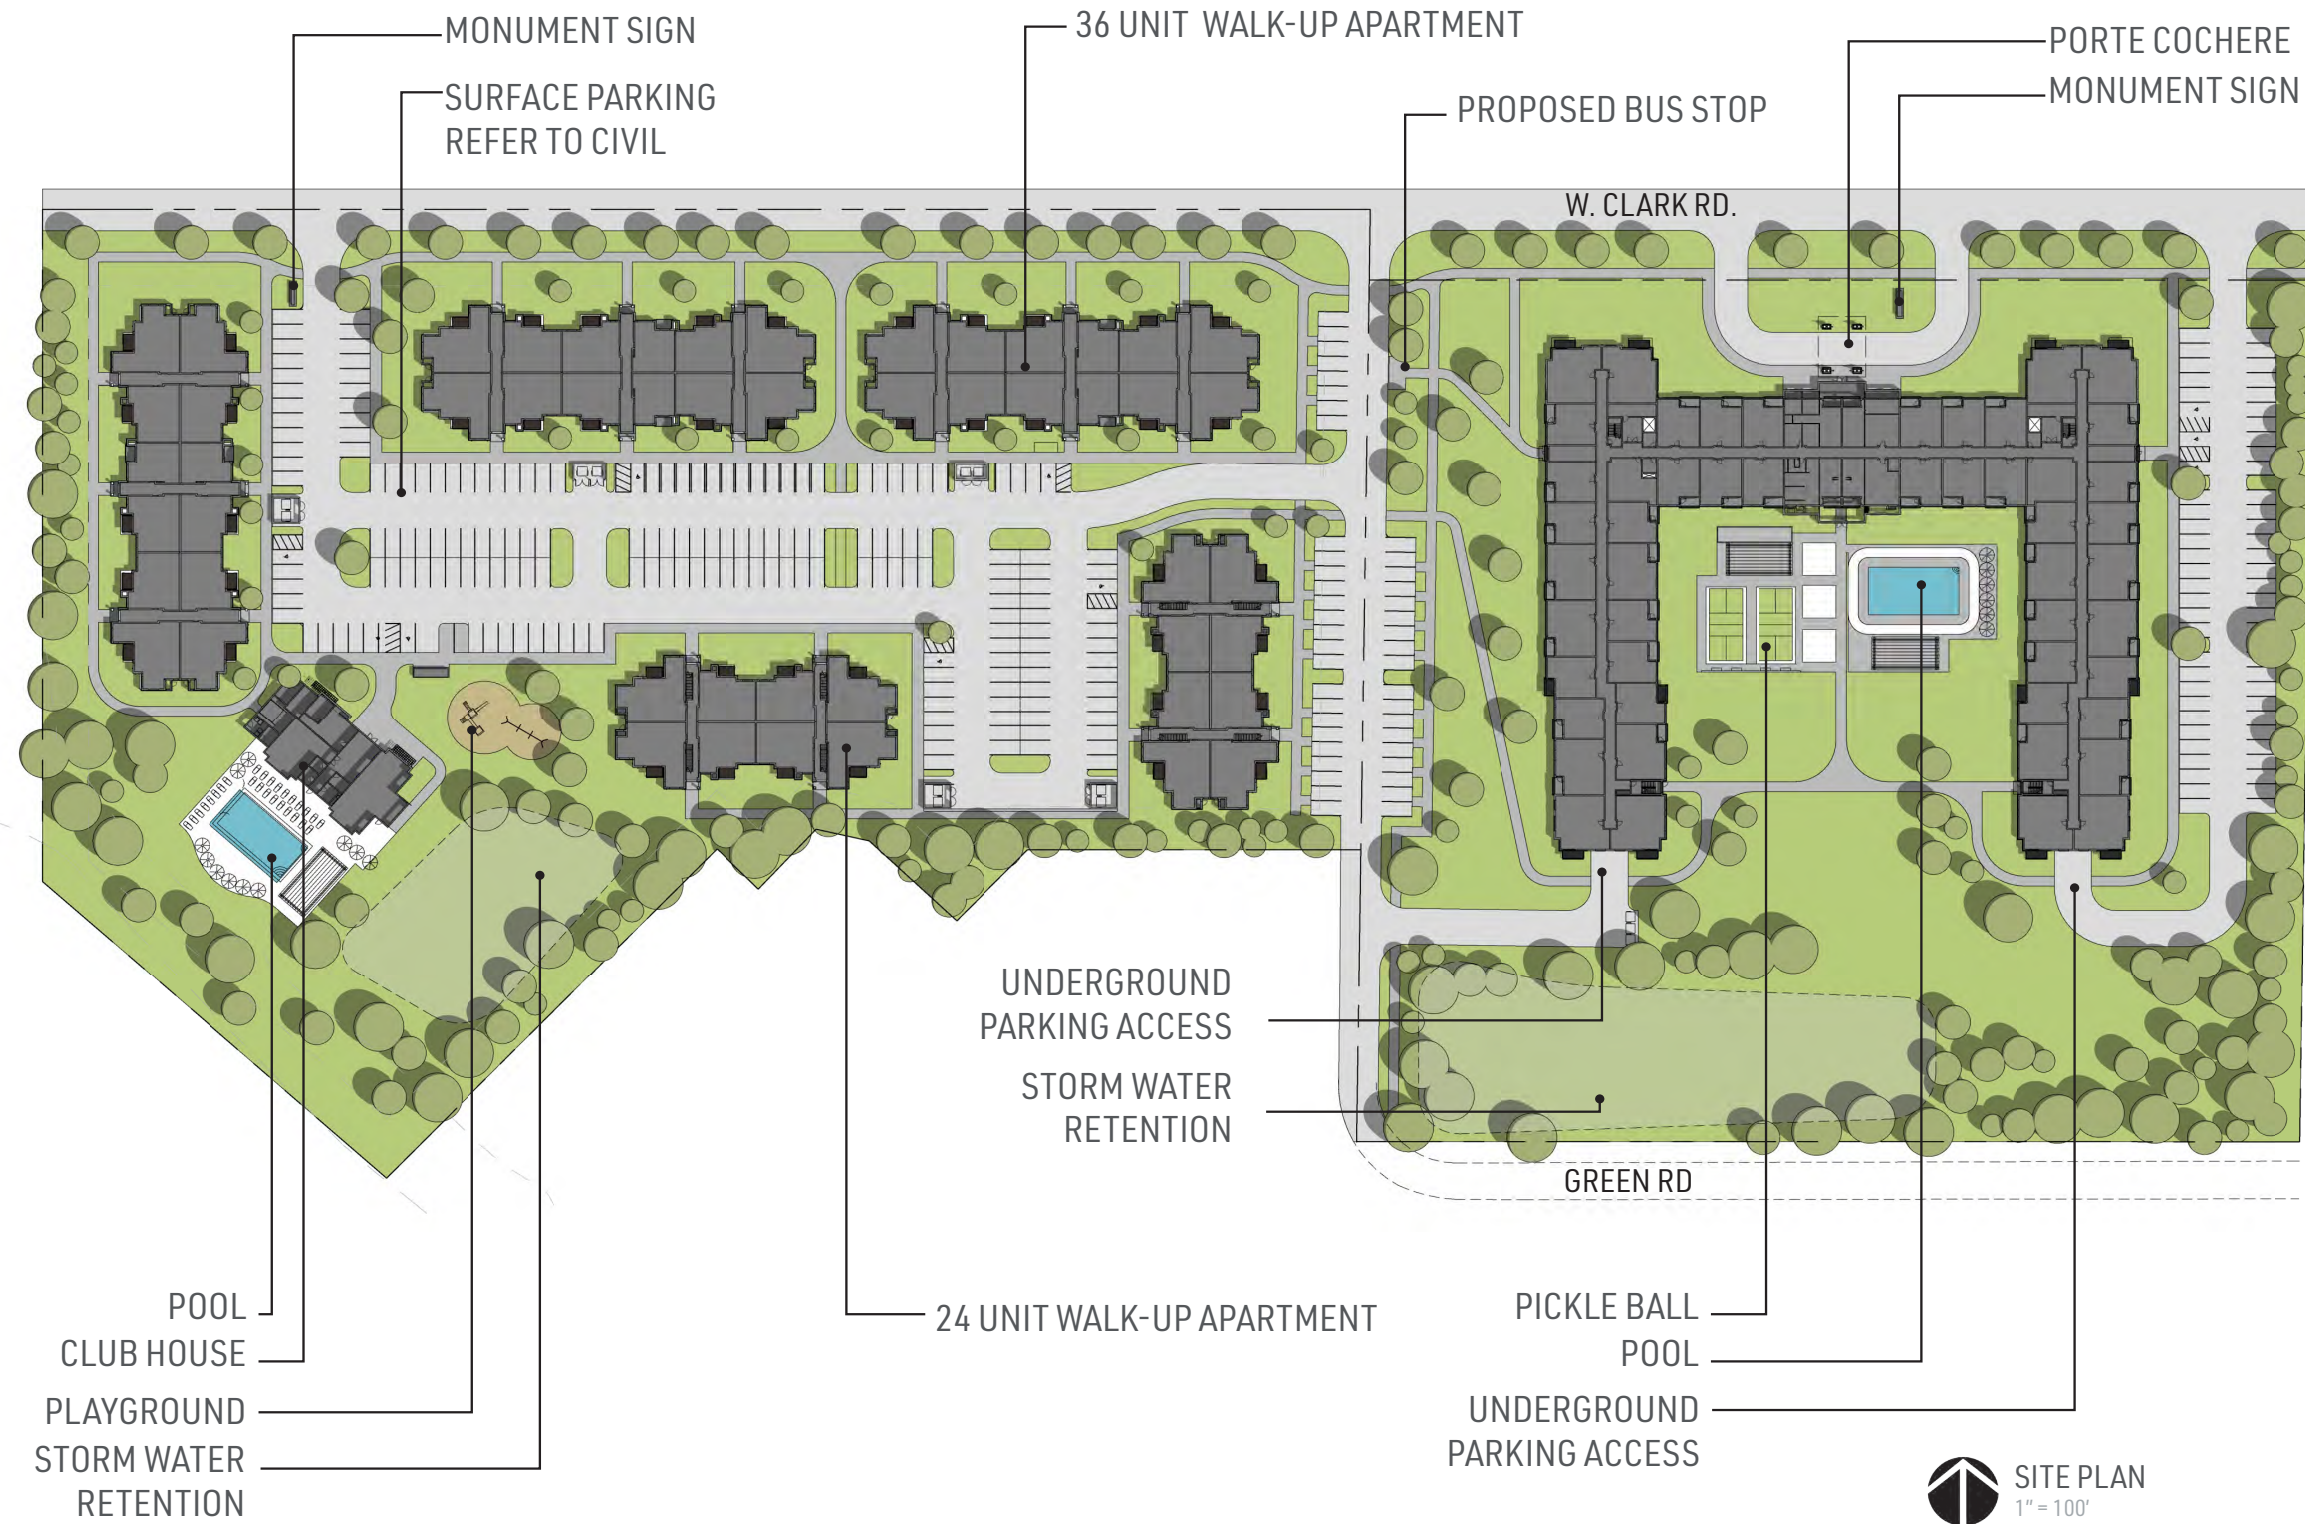 MONUMENT SIGN
36 UNIT WALK-UP APARTMENT
PORTE COCHERE
MONUMENT SIGN
SURFACE PARKING
REFER TO CIVIL
PROPOSED BUS STOP
W. CLARK RD.
UNDERGROUND
PARKING ACCESS
STORM WATER
RETENTION
GREEN RD
POOL
CLUB HOUSE
PLAYGROUND
STORM WATER
RETENTION
24 UNIT WALK-UP APARTMENT
PICKLE BALL
POOL
UNDERGROUND
PARKING ACCESS
SITE PLAN
1" = 100'